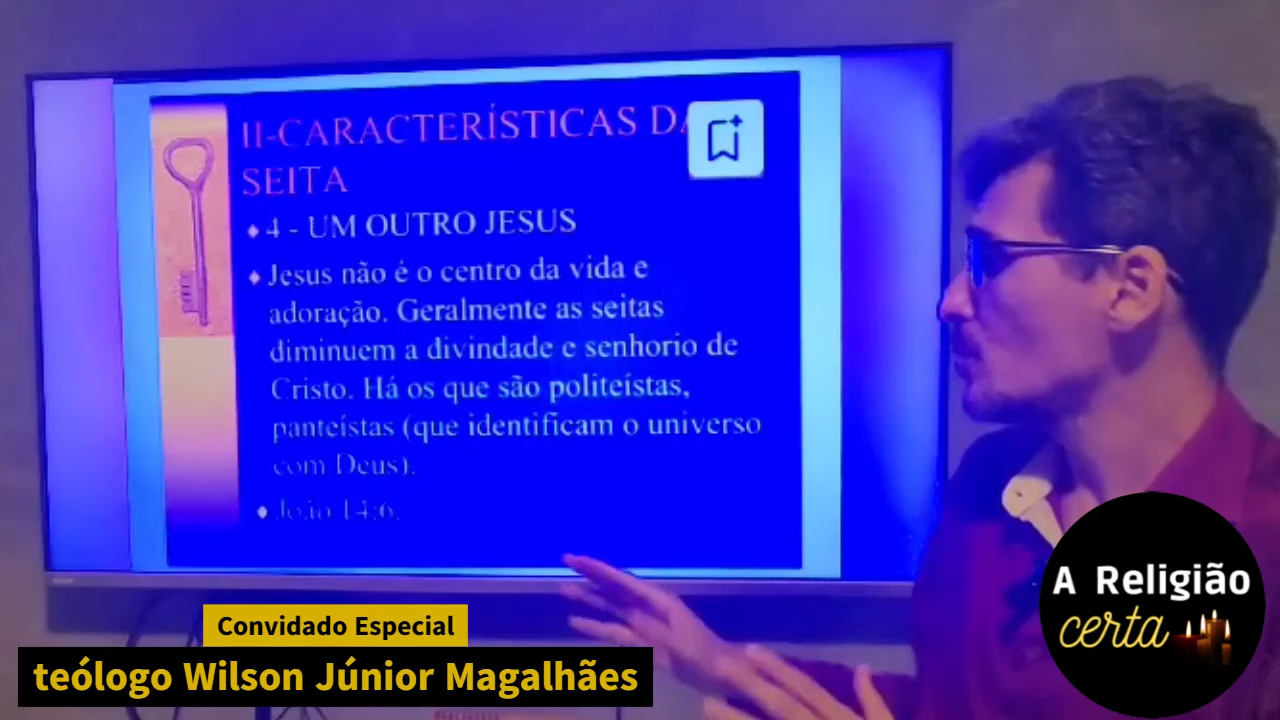 II-CARACTERÍSTICAS DA
SEITA
4 - UM OUTRO JESUS
Jesus não é o centro da vida e
adoração. Geralmente as seitas
diminuem a divindade e senhorio de
Cristo. Há os que são politeístas,
panteístas (que identificam o universo
com Deus).
João 14:6.
Convidado Especial
teólogo Wilson Júnior Magalhães
A Religião
certa